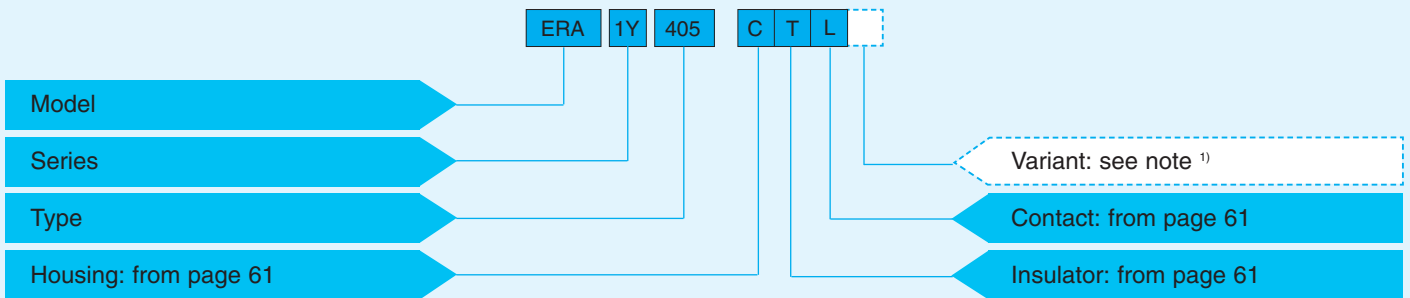 ERA 1Y 405 C T L
Model
Series
Variant: see note ¹⁾
Type
Contact: from page 61
Housing: from page 61
Insulator: from page 61